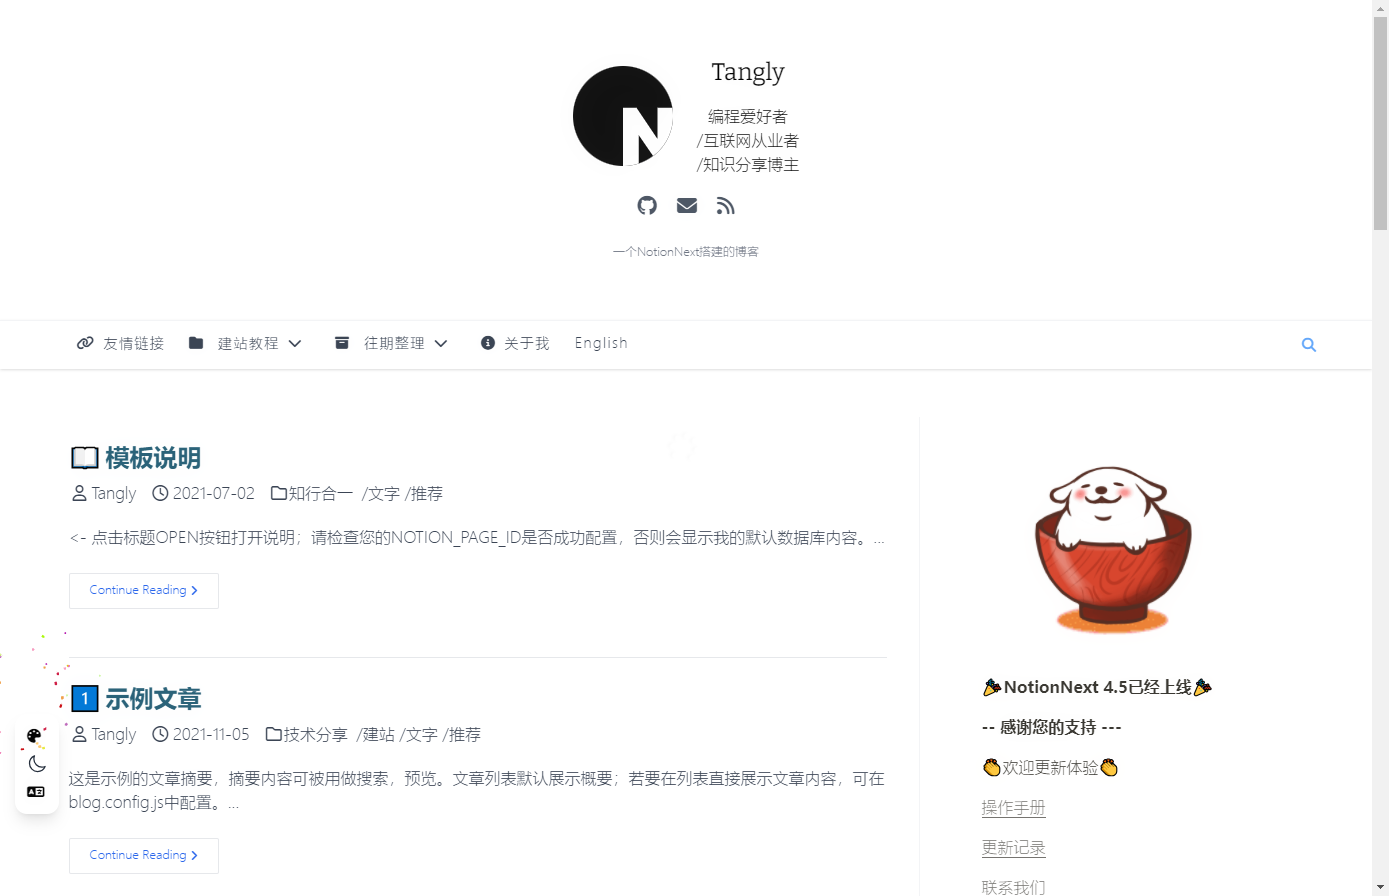 Tangly
编程爱好者
/互联网从业者
/知识分享博主
一个NotionNext搭建的博客
友情链接 建站教程 往期整理 关于我 English
📖 模板说明
Tangly 2021-07-02 知行合一 /文字 /推荐
<- 点击标题OPEN按钮打开说明；请检查您的NOTION_PAGE_ID是否成功配置，否则会显示我的默认数据库内容。...
Continue Reading
1 示例文章
Tangly 2021-11-05 技术分享 /建站 /文字 /推荐
这是示例的文章摘要，摘要内容可被用做搜索，预览。文章列表默认展示概要；若要在列表直接展示文章内容，可在
blog.config.js中配置。...
Continue Reading
🎉NotionNext 4.5已经上线🎉
-- 感谢您的支持 ---
👏欢迎更新体验👏
操作手册
更新记录
联系我们